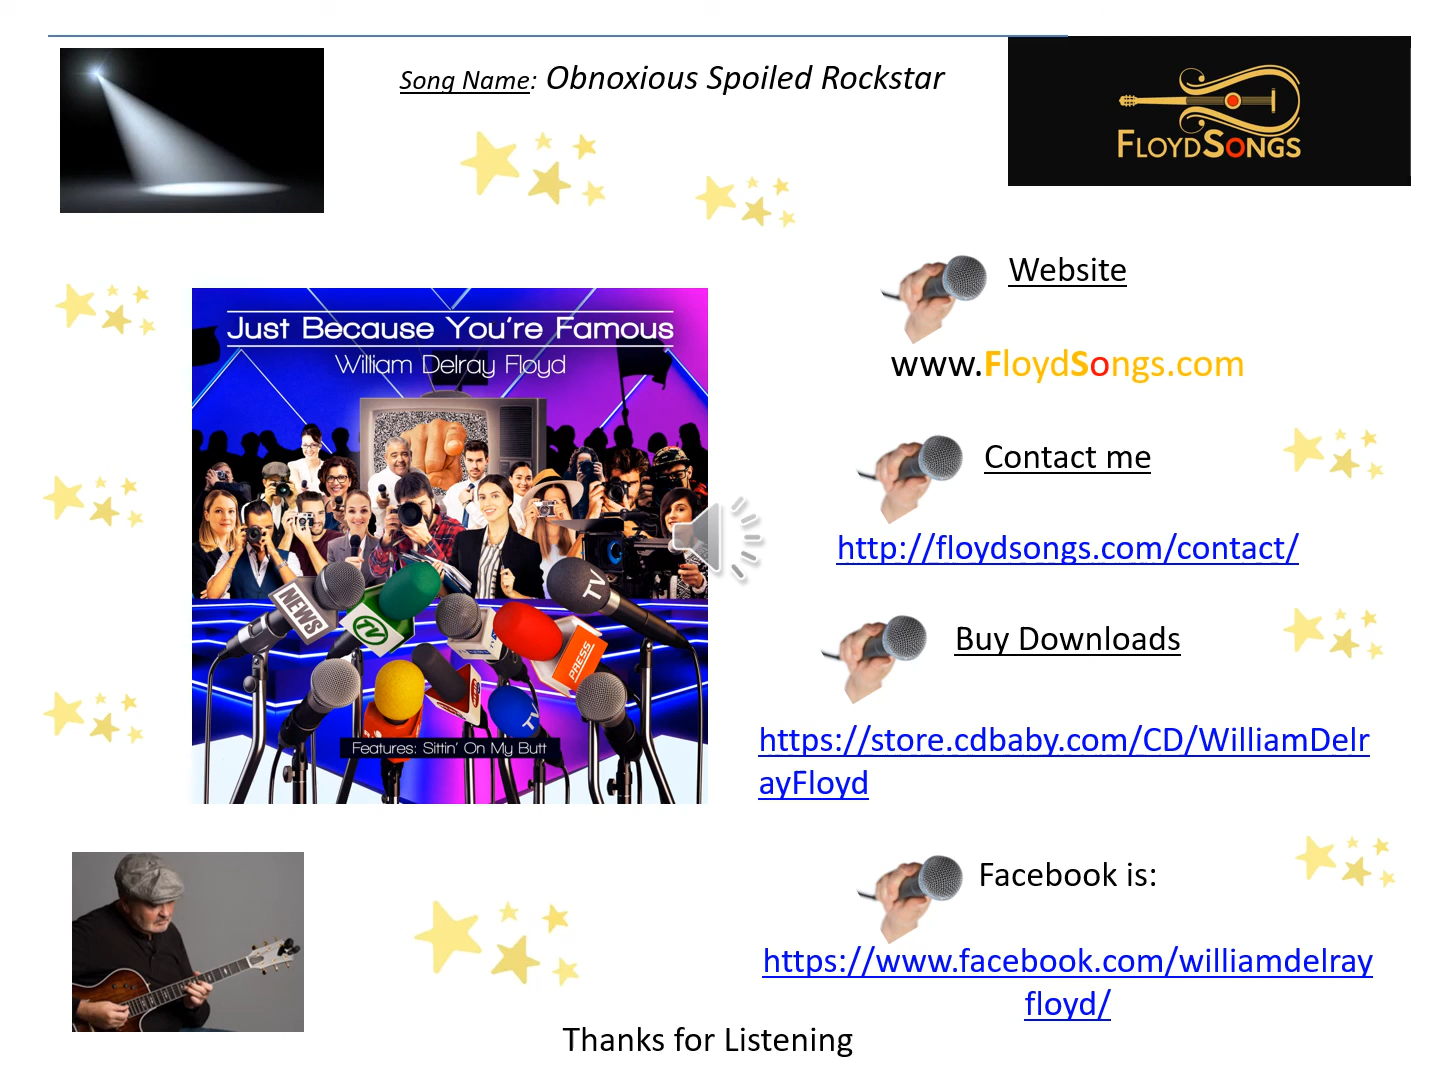 Song Name: Obnoxious Spoiled Rockstar
FLOYDSONGS
Just Because You're Famous
William Delray Floyd
NEWS
TV
TV
PRESS
TV
Features: Sittin' On My Butt
Website
www.FloydSongs.com
Contact me
http://floydsongs.com/contact/
Buy Downloads
https://store.cdbaby.com/CD/WilliamDelr
ayFloyd
Facebook is:
https://www.facebook.com/williamdelray
floyd/
Thanks for Listening